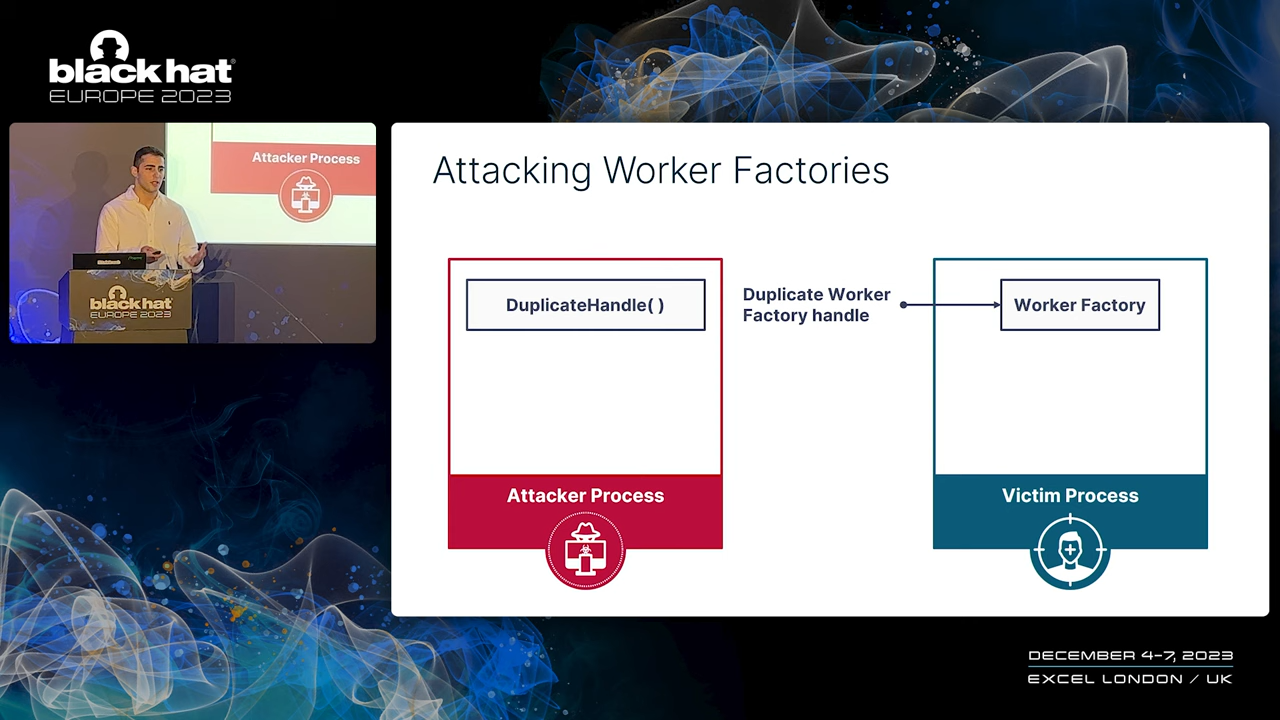 black hat
EUROPE 2023
Attacker Process
black hat
EUROPE 2023
Attacking Worker Factories
DuplicateHandle( )
Duplicate Worker
Factory handle
Worker Factory
Attacker Process
Victim Process
DECEMBER 4-7, 2023
EXCEL LONDON / UK